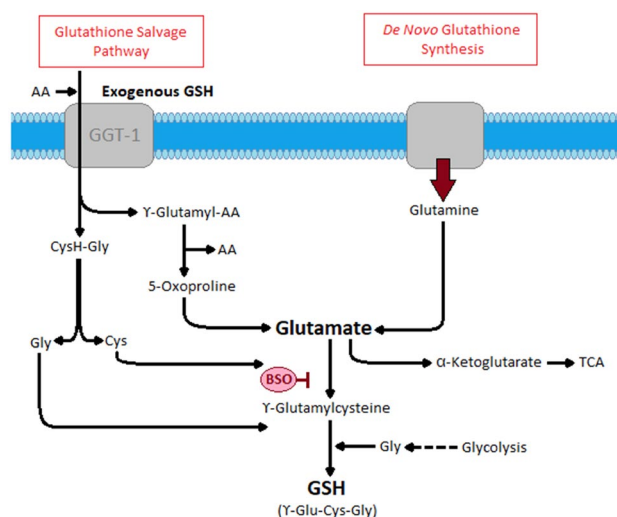 Glutathione Salvage
Pathway
De Novo Glutathione
Synthesis
AA
Exogenous GSH
GGT-1
ϒ-Glutamyl-AA
Glutamine
CysH-Gly
AA
5-Oxoproline
Gly
Cys
Glutamate
α-Ketoglutarate
TCA
BSO
ϒ-Glutamylcysteine
Gly
Glycolysis
GSH
(ϒ-Glu-Cys-Gly)